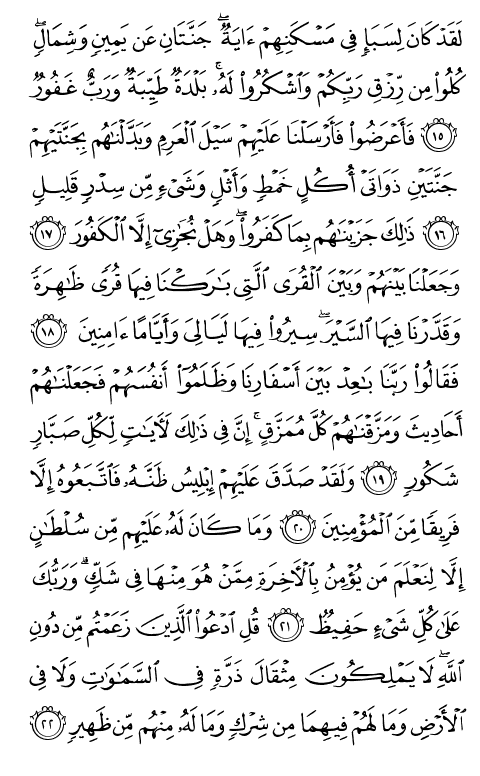 لَقَدْ كَانَ لِسَبَإٍ فِي مَسْكَنِهِمْ ءَايَةٌ ۖ جَنَّتَانِ عَن يَمِينٍ وَشِمَالٍ ۖ
كُلُوا۟ مِن رِّزْقِ رَبِّكُمْ وَٱشْكُرُوا۟ لَهُۥ ۚ بَلْدَةٌ طَيِّبَةٌ وَرَبٌّ غَفُورٌ
﴿١٥﴾ فَأَعْرَضُوا۟ فَأَرْسَلْنَا عَلَيْهِمْ سَيْلَ ٱلْعَرِمِ وَبَدَّلْنَـٰهُم بِجَنَّتَيْهِمْ
جَنَّتَيْنِ ذَوَاتَىْ أُكُلٍ خَمْطٍ وَأَثْلٍ وَشَىْءٍ مِّن سِدْرٍ قَلِيلٍ
﴿١٦﴾ ذَٰلِكَ جَزَيْنَـٰهُم بِمَا كَفَرُوا۟ ۖ وَهَلْ نُجَـٰزِىٓ إِلَّا ٱلْكَفُورَ ﴿١٧﴾
وَجَعَلْنَا بَيْنَهُمْ وَبَيْنَ ٱلْقُرَى ٱلَّتِى بَـٰرَكْنَا فِيهَا قُرًى ظَـٰهِرَةً
وَقَدَّرْنَا فِيهَا ٱلسَّيْرَ ۖ سِيرُوا۟ فِيهَا لَيَالِىَ وَأَيَّامًا ءَامِنِينَ ﴿١٨﴾
فَقَالُوا۟ رَبَّنَا بَـٰعِدْ بَيْنَ أَسْفَارِنَا وَظَلَمُوٓا۟ أَنفُسَهُمْ فَجَعَلْنَـٰهُمْ
أَحَادِيثَ وَمَزَّقْنَـٰهُمْ كُلَّ مُمَزَّقٍ ۚ إِنَّ فِى ذَٰلِكَ لَـَٔايَـٰتٍ لِّكُلِّ صَبَّارٍ
شَكُورٍ ﴿١٩﴾ وَلَقَدْ صَدَّقَ عَلَيْهِمْ إِبْلِيسُ ظَنَّهُۥ فَٱتَّبَعُوهُ إِلَّا
فَرِيقًا مِّنَ ٱلْمُؤْمِنِينَ ﴿٢٠﴾ وَمَا كَانَ لَهُۥ عَلَيْهِم مِّن سُلْطَـٰنٍ
إِلَّا لِنَعْلَمَ مَن يُؤْمِنُ بِٱلْـَٔاخِرَةِ مِمَّنْ هُوَ مِنْهَا فِى شَكٍّ ۗ وَرَبُّكَ
عَلَىٰ كُلِّ شَىْءٍ حَفِيظٌ ﴿٢١﴾ قُلِ ٱدْعُوا۟ ٱلَّذِينَ زَعَمْتُم مِّن دُونِ
ٱللَّهِ ۖ لَا يَمْلِكُونَ مِثْقَالَ ذَرَّةٍ فِى ٱلسَّمَـٰوَٰتِ وَلَا فِى
ٱلْأَرْضِ وَمَا لَهُمْ فِيهِمَا مِن شِرْكٍ وَمَا لَهُۥ مِنْهُم مِّن ظَهِيرٍ ﴿٢٢﴾